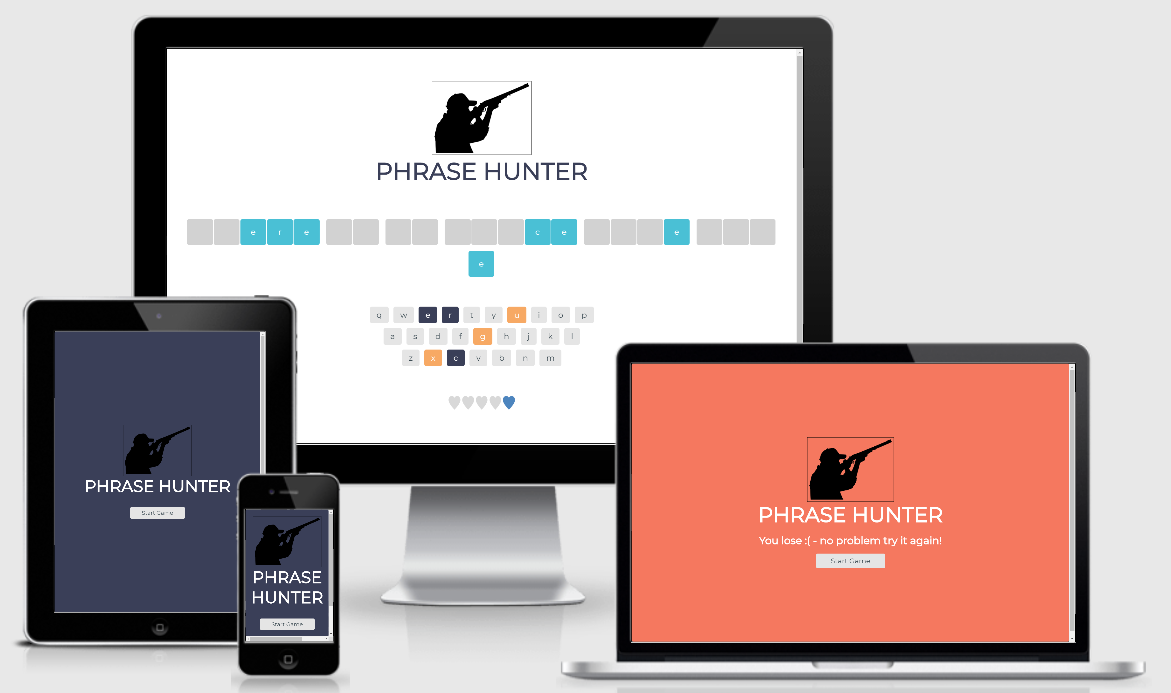 PHRASE HUNTER
e r e c e e
e
q w e r t y u i o p
a s d f g h j k l
z x c v b n m
PHRASE HUNTER
Start Game
PHRASE
HUNTER
Start Game
PHRASE HUNTER
You lose :( - no problem try it again!
Start Game